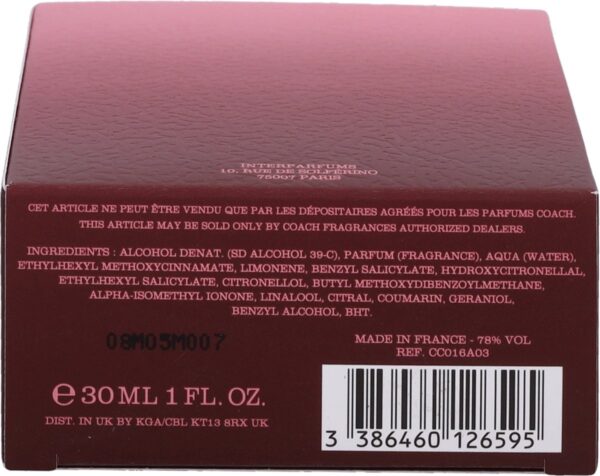 INTERPARFUMS
10, RUE DE SOLFÉRINO
75007 PARIS
CET ARTICLE NE PEUT ÊTRE VENDU QUE PAR LES DÉPOSITAIRES AGRÉÉS POUR LES PARFUMS COACH.
THIS ARTICLE MAY BE SOLD ONLY BY COACH FRAGRANCES AUTHORIZED DEALERS.
INGREDIENTS : ALCOHOL DENAT. (SD ALCOHOL 39-C), PARFUM (FRAGRANCE), AQUA (WATER),
ETHYLHEXYL METHOXYCINNAMATE, LIMONENE, BENZYL SALICYLATE, HYDROXYCITRONELLAL,
ETHYLHEXYL SALICYLATE, CITRONELLOL, BUTYL METHOXYDIBENZOYLMETHANE,
ALPHA-ISOMETHYL IONONE, LINALOOL, CITRAL, COUMARIN, GERANIOL,
BENZYL ALCOHOL, BHT.
08M05M007
MADE IN FRANCE - 78% VOL
REF. CC016A03
℮ 30 ML 1 FL. OZ.
DIST. IN UK BY KGA/CBL KT13 8RX UK
3 386460 126595